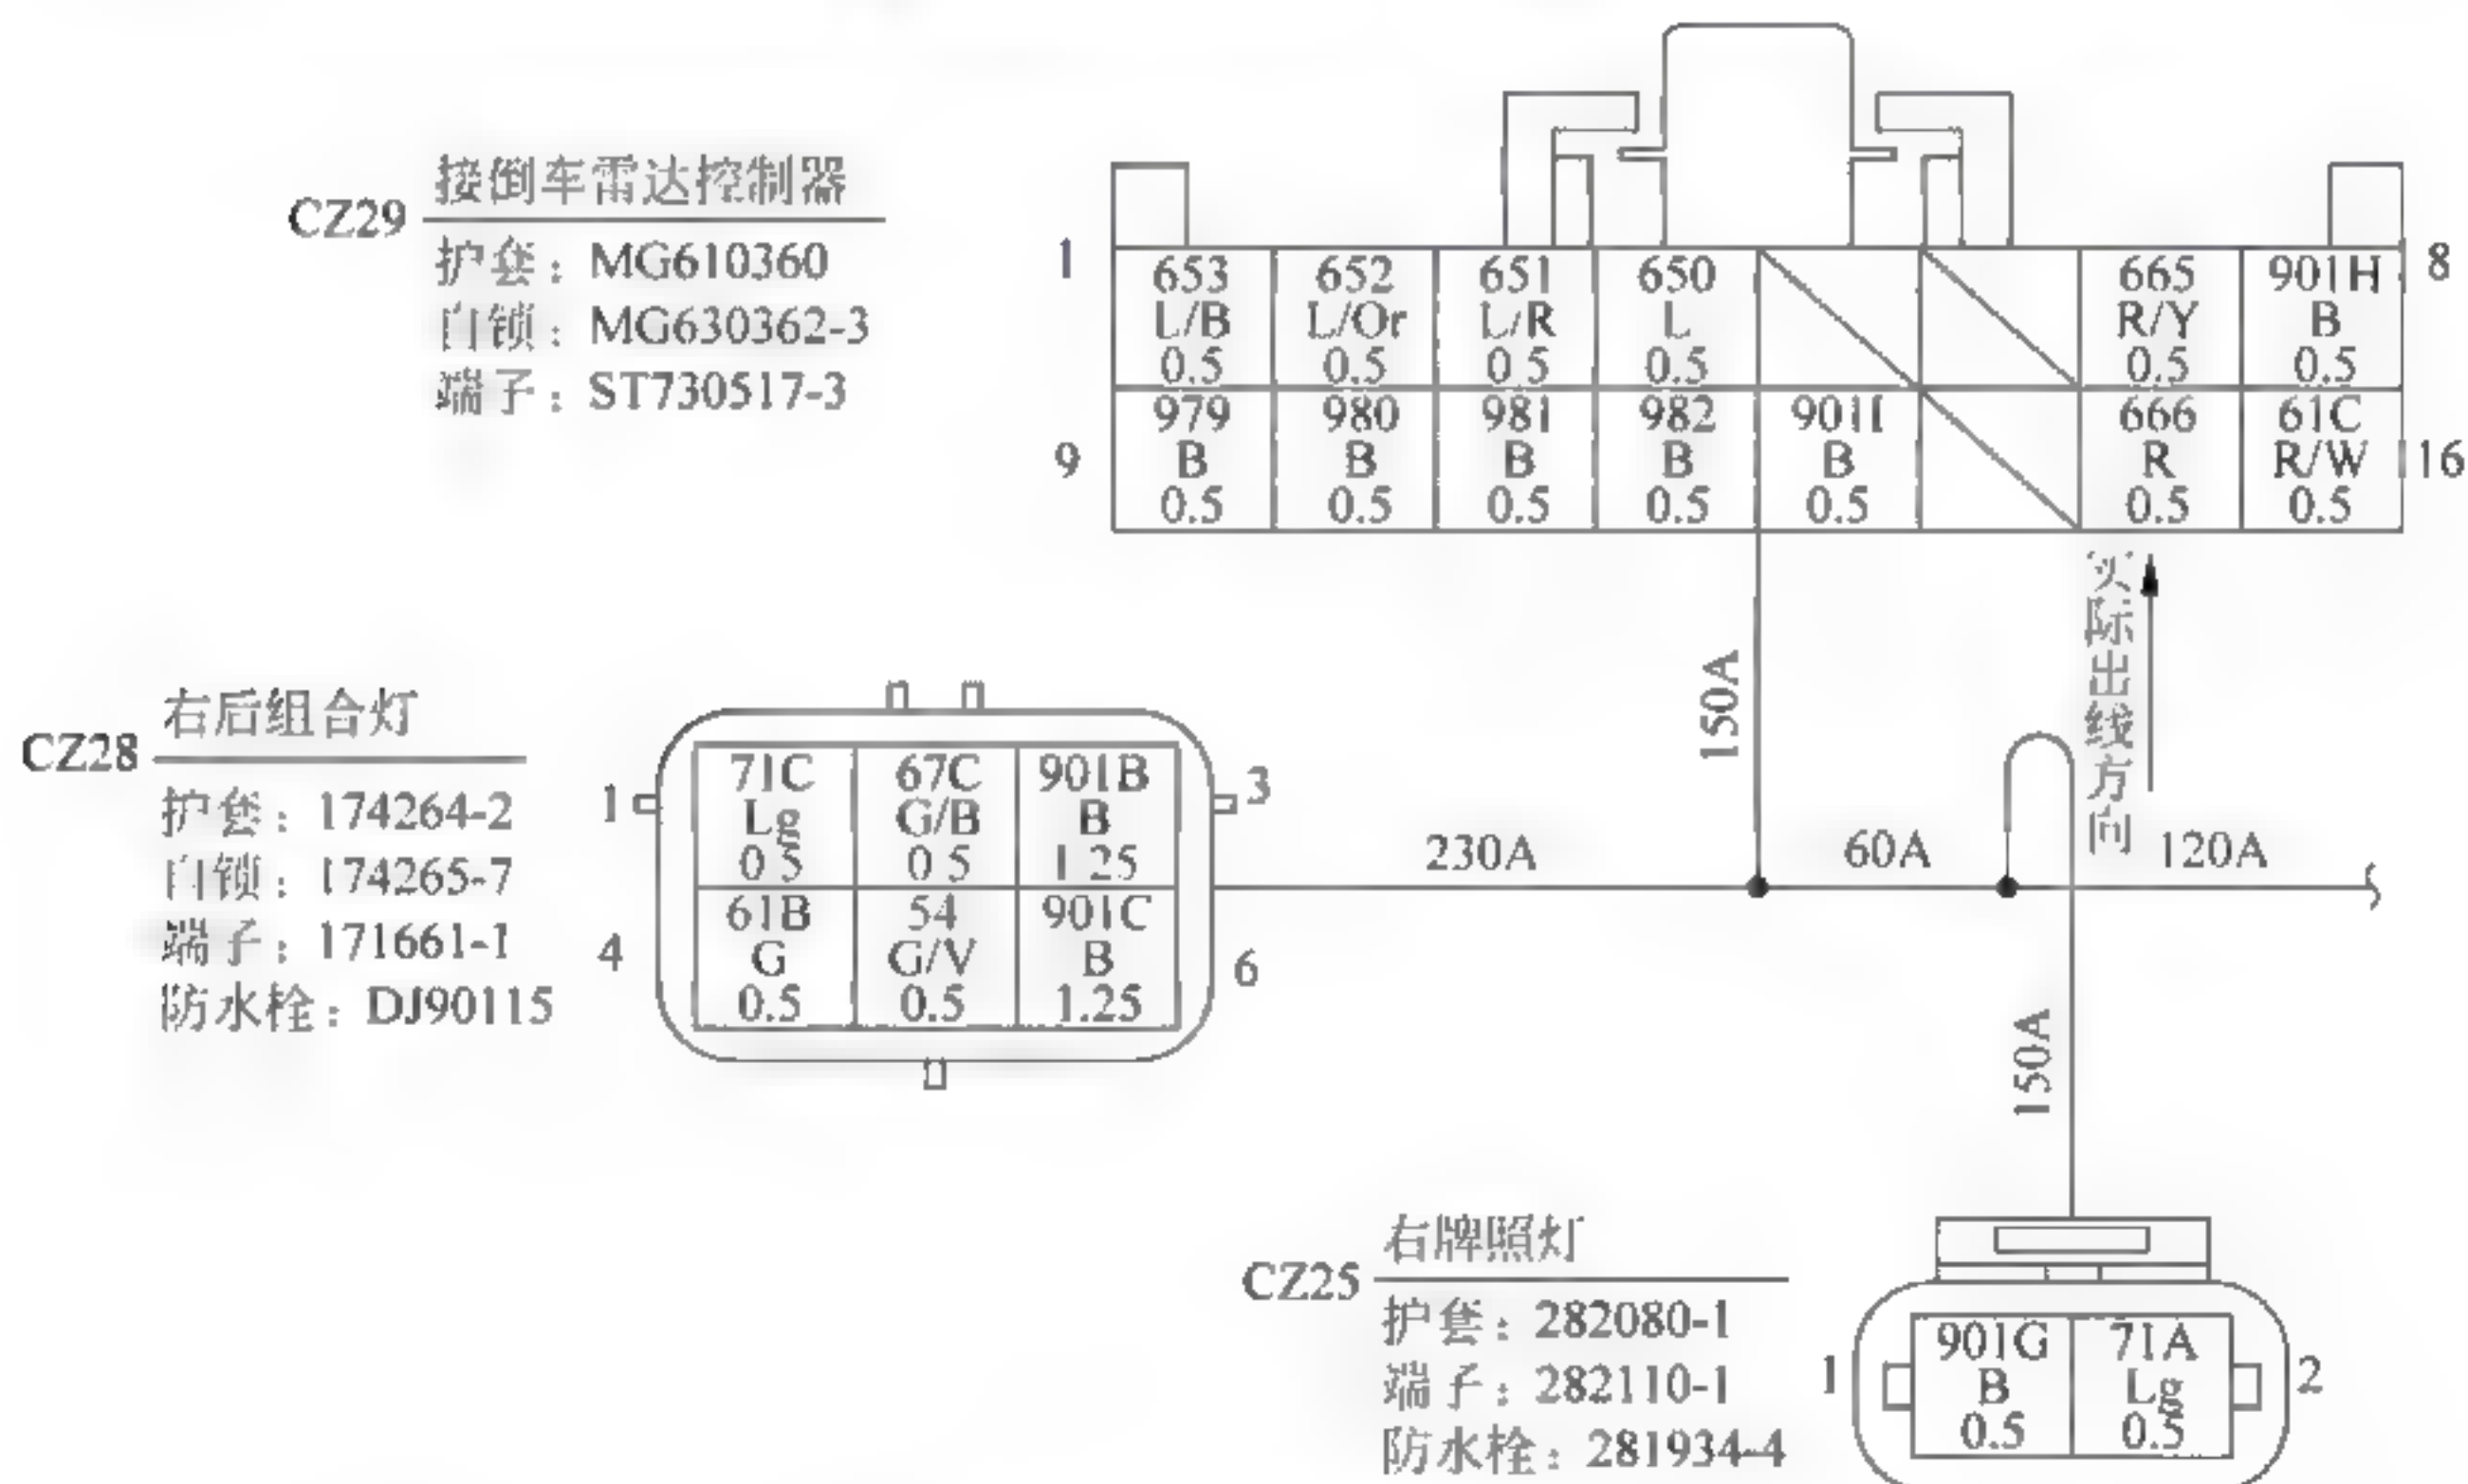 CZ29 接倒车雷达控制器
护套：MG610360
自锁：MG630362-3
端子：ST730517-3
1
653 652 651 650 665 901H
8
L/B L/Or L/R L R/Y B
0.5 0.5 0.5 0.5 0.5 0.5
9
979 980 981 982 901I 666 61C
16
B B B B B R R/W
0.5 0.5 0.5 0.5 0.5 0.5 0.5
实际出线方向
150A
230A
60A
120A
150A
CZ28 右后组合灯
护套：174264-2
自锁：174265-7
端子：171661-1
防水栓：DJ90115
1
71C 67C 901B
3
Lg G/B B
0.5 0.5 1.25
4
61B 54 901C
6
G G/V B
0.5 0.5 1.25
CZ25 右牌照灯
护套：282080-1
端子：282110-1
防水栓：281934-4
1
901G 71A
2
B Lg
0.5 0.5